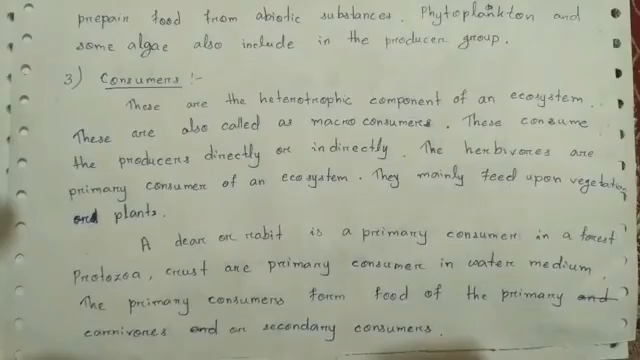 prepair food from abiotic substances. Phytoplankton and
some algae also include in the producer group.
3) Consumers :-
These are the heterotrophic component of an ecosystem.
These are also called as macro consumers. These consume
the producers directly or indirectly. The herbivores are
primary consumer of an ecosystem. They mainly feed upon vegetation
and plants.
A dear or rabit is a primary consumer in a forest
Protozoa, crust are primary consumer in water medium.
The primary consumers form food of the primary and
carnivores and or secondary consumers.